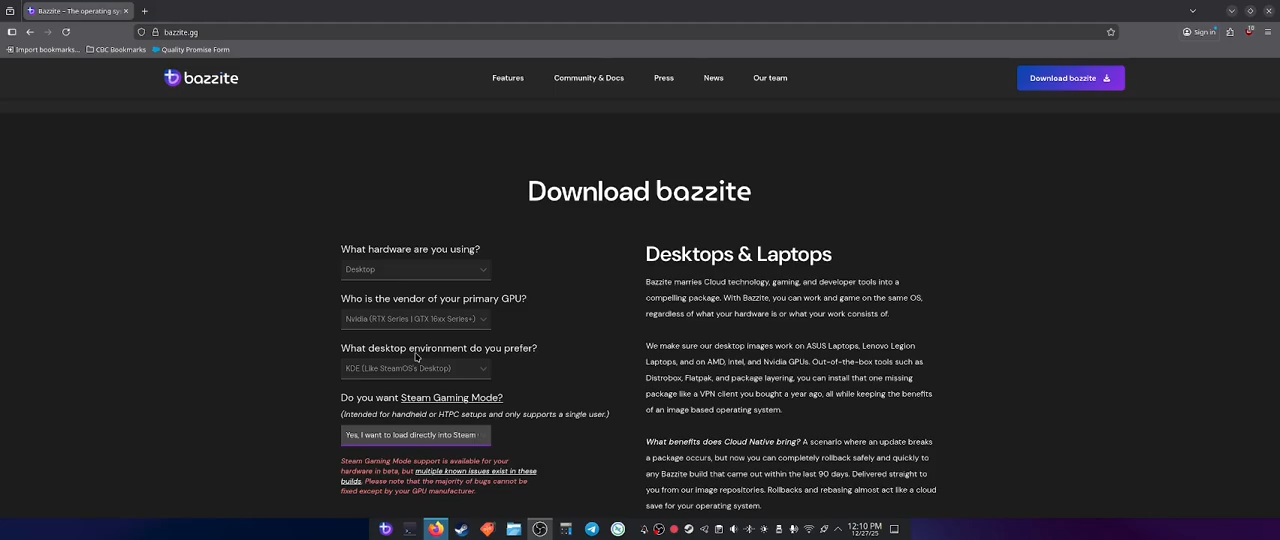 Bazzite – The operating sy
bazzite.gg
Sign in
Import bookmarks...
CBC Bookmarks
Quality Promise Form
bazzite
Features
Community & Docs
Press
News
Our team
Download bazzite
Download bazzite
What hardware are you using?
Desktop
Who is the vendor of your primary GPU?
Nvidia (RTX Series | GTX 16xx Series+)
What desktop environment do you prefer?
KDE (Like SteamOS's Desktop)
Do you want Steam Gaming Mode?
(Intended for handheld or HTPC setups and only supports a single user.)
Yes, I want to load directly into Steam
Steam Gaming Mode support is available for your
hardware in beta, but multiple known issues exist in these
builds. Please note that the majority of bugs cannot be
fixed except by your GPU manufacturer.
Desktops & Laptops
Bazzite marries Cloud technology, gaming, and developer tools into a
compelling package. With Bazzite, you can work and game on the same OS,
regardless of what your hardware is or what your work consists of.
We make sure our desktop images work on ASUS Laptops, Lenovo Legion
Laptops, and on AMD, Intel, and Nvidia GPUs. Out-of-the-box tools such as
Distrobox, Flatpak, and package layering, you can install that one missing
package like a VPN client you bought a year ago, all while keeping the benefits
of an image based operating system.
What benefits does Cloud Native bring? A scenario where an update breaks
a package occurs, but now you can completely rollback safely and quickly to
any Bazzite build that came out within the last 90 days. Delivered straight to
you from our image repositories. Rollbacks and rebasing almost act like a cloud
save for your operating system.
12:10 PM
12/27/25